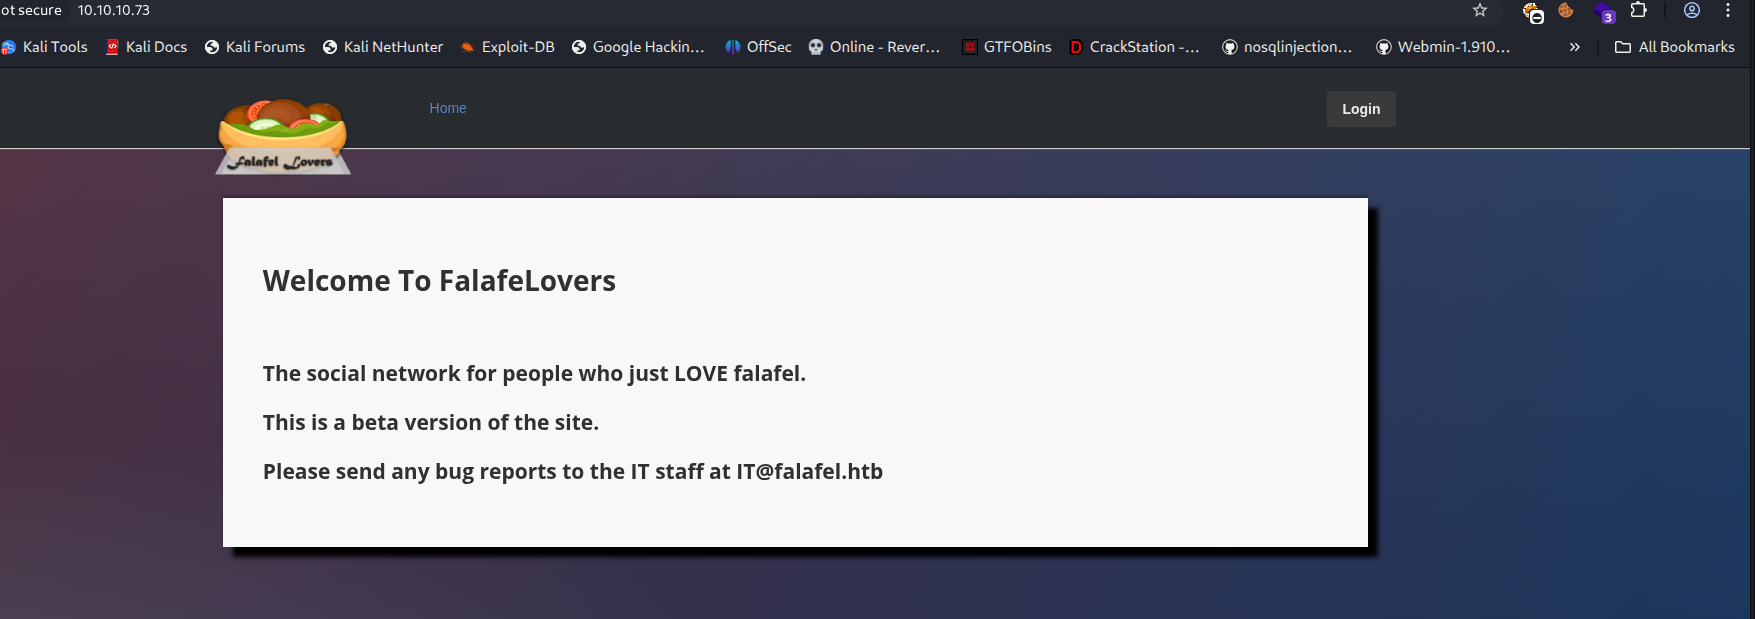 ot secure 10.10.10.73
3
Kali Tools Kali Docs Kali Forums Kali NetHunter Exploit-DB Google Hackin... OffSec Online - Rever... GTFOBins CrackStation -... nosqlinjection... Webmin-1.910... » All Bookmarks
Home Login
Falafel Lovers
Welcome To FalafeLovers
The social network for people who just LOVE falafel.
This is a beta version of the site.
Please send any bug reports to the IT staff at IT@falafel.htb